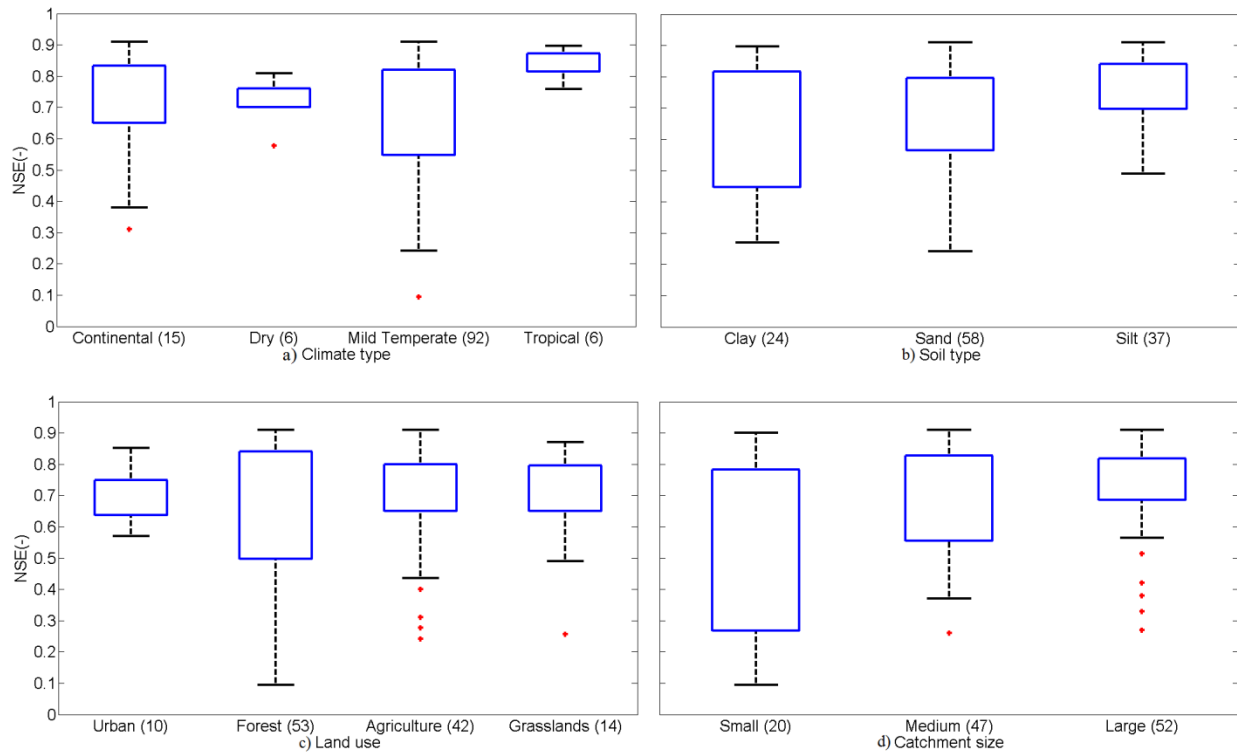 1
0.9
0.8
0.7
0.6
0.5
0.4
0.3
0.2
0.1
0
NSE(-)
Continental (15) Dry (6) Mild Temperate (92) Tropical (6)
a) Climate type
Clay (24) Sand (58) Silt (37)
b) Soil type
1
0.9
0.8
0.7
0.6
0.5
0.4
0.3
0.2
0.1
0
NSE(-)
Urban (10) Forest (53) Agriculture (42) Grasslands (14)
c) Land use
Small (20) Medium (47) Large (52)
d) Catchment size